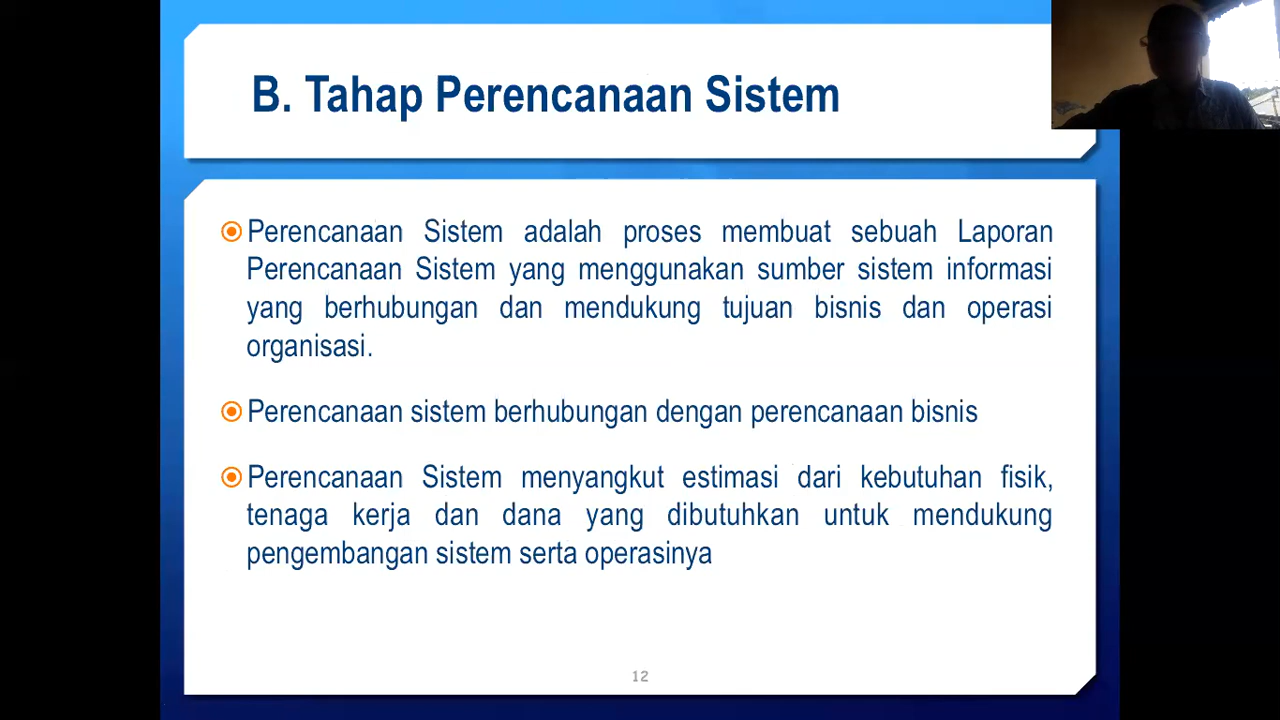 B. Tahap Perencanaan Sistem
Perencanaan Sistem adalah proses membuat sebuah Laporan
Perencanaan Sistem yang menggunakan sumber sistem informasi
yang berhubungan dan mendukung tujuan bisnis dan operasi
organisasi.
Perencanaan sistem berhubungan dengan perencanaan bisnis
Perencanaan Sistem menyangkut estimasi dari kebutuhan fisik,
tenaga kerja dan dana yang dibutuhkan untuk mendukung
pengembangan sistem serta operasinya
12